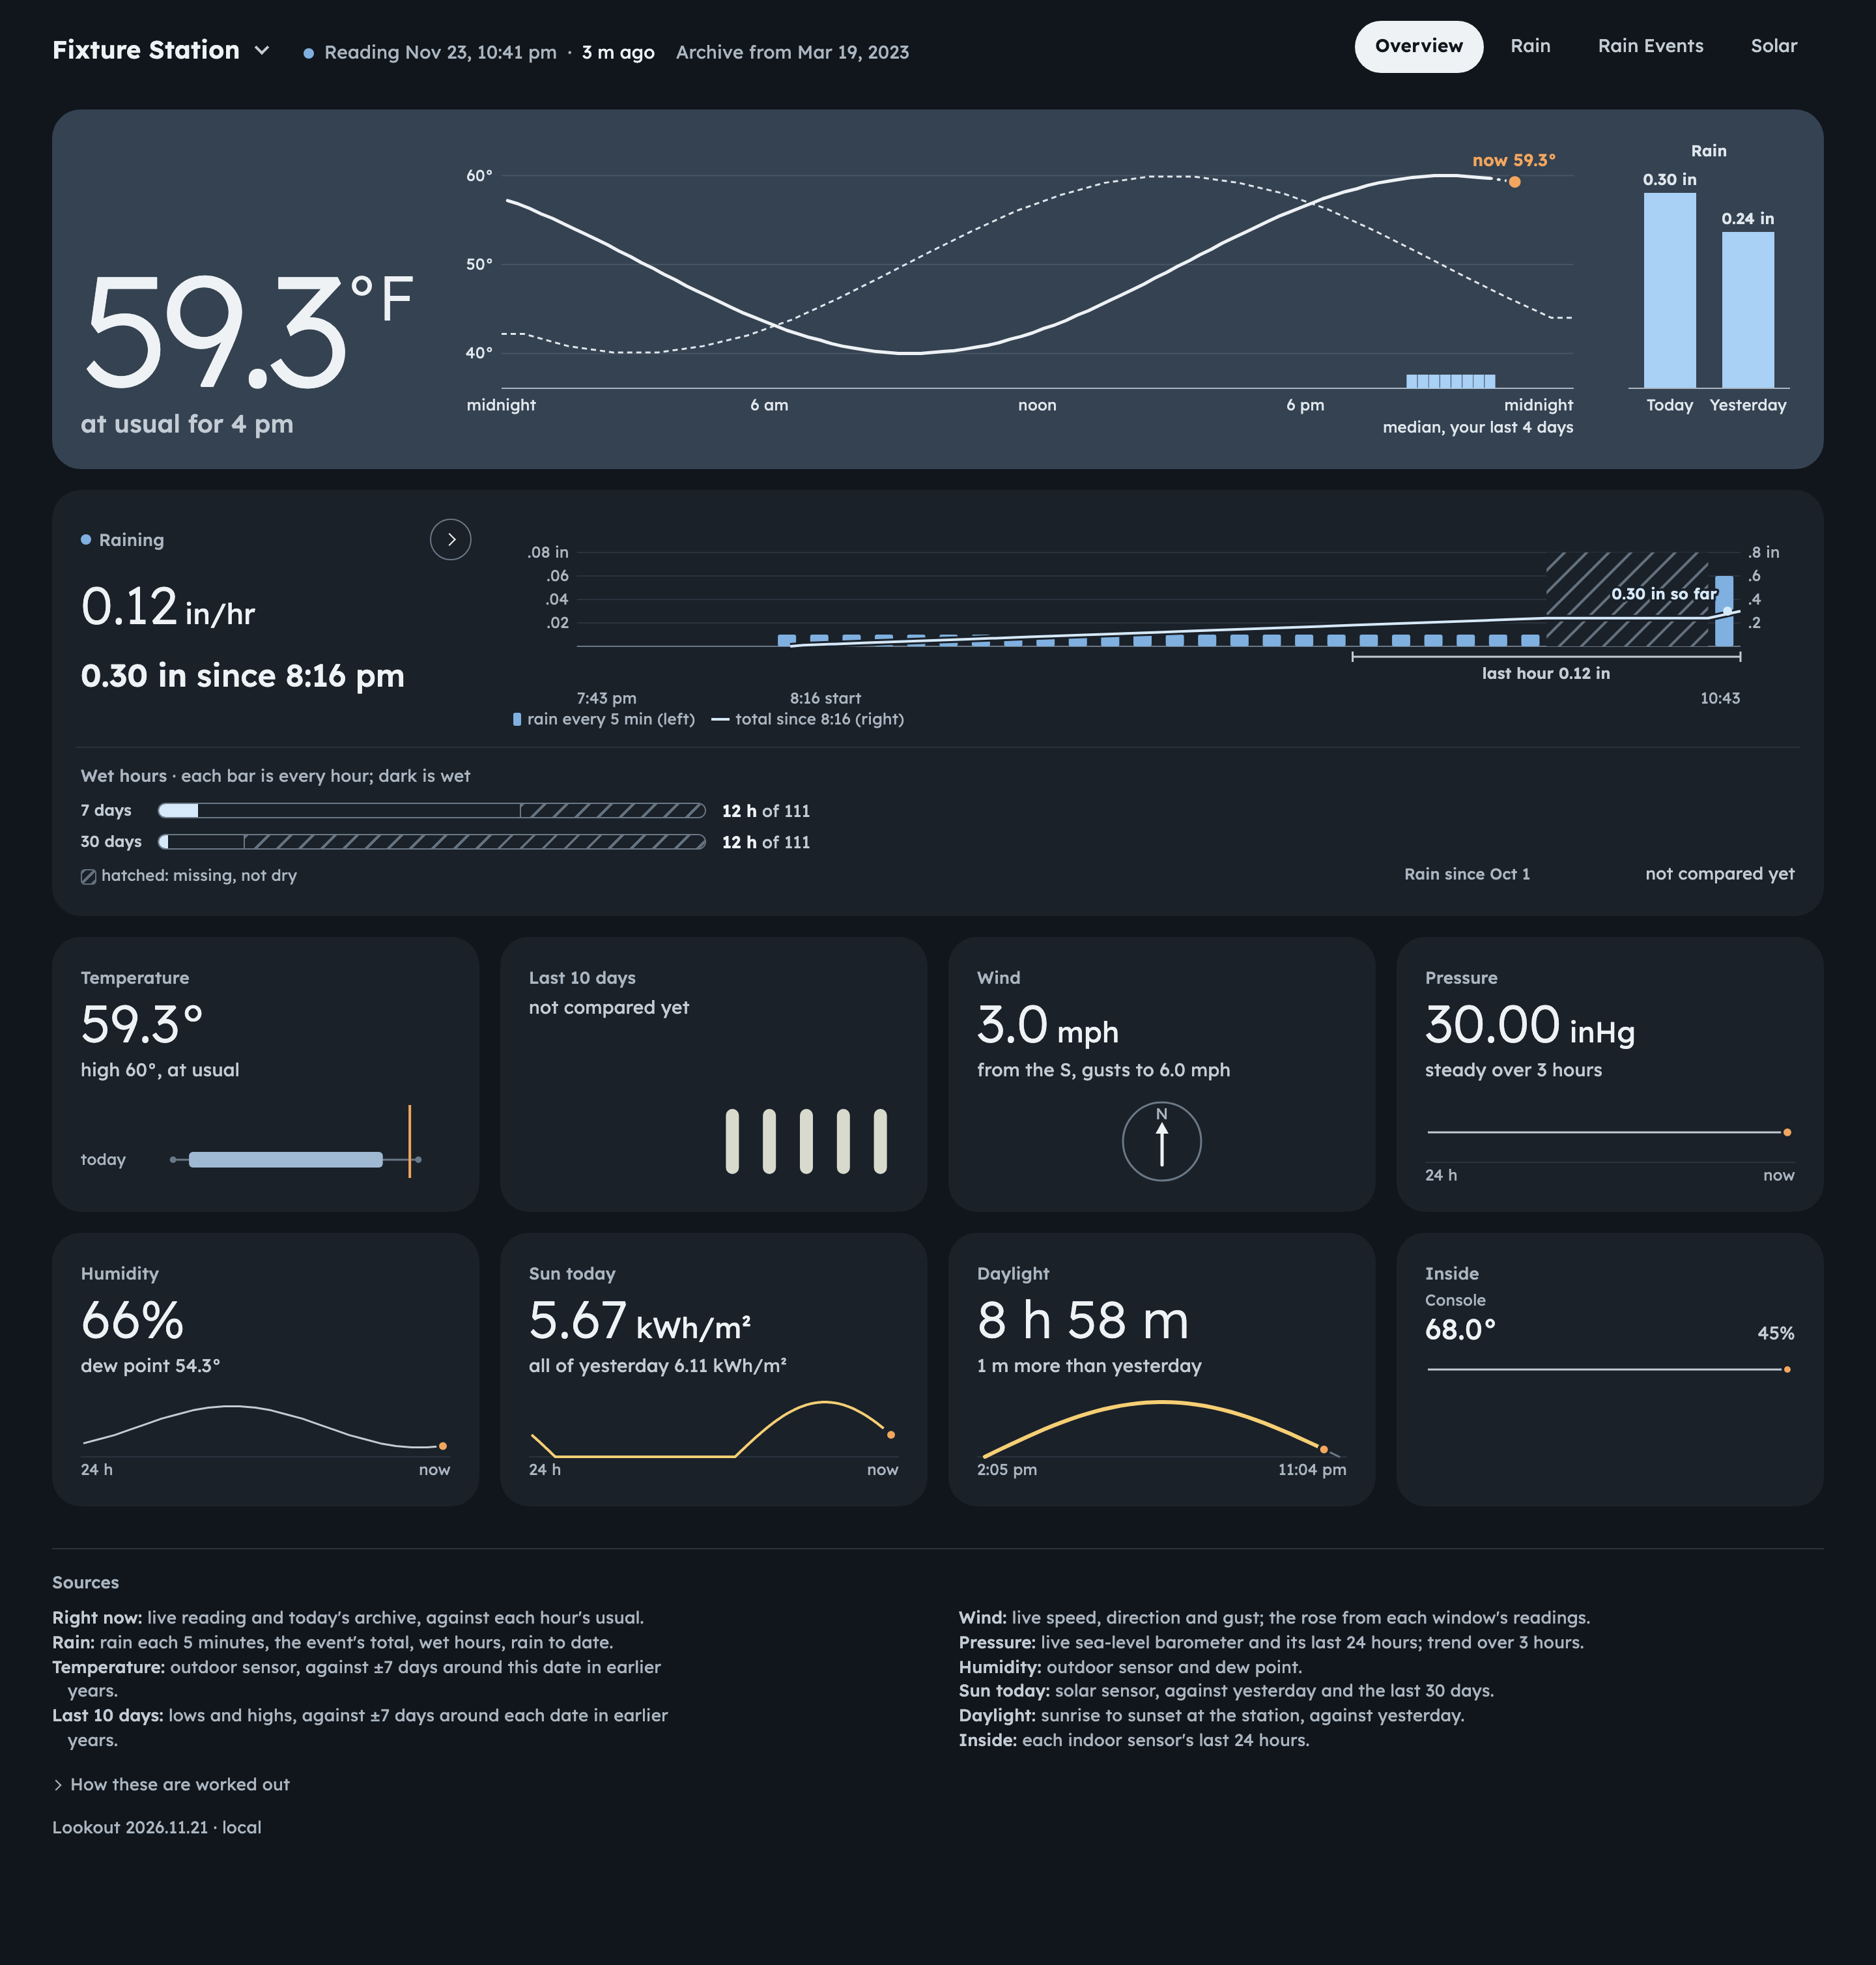 Fixture Station
Reading Nov 23, 10:41 pm · 3 m ago Archive from Mar 19, 2023
Overview Rain Rain Events Solar
59.3°F
at usual for 4 pm
60°
50°
40°
now 59.3°
midnight 6 am noon 6 pm midnight
median, your last 4 days
Rain
0.30 in
0.24 in
Today Yesterday
Raining
0.12 in/hr
0.30 in since 8:16 pm
.08 in
.06
.04
.02
.8 in
.6
.4
.2
0.30 in so far
last hour 0.12 in
7:43 pm 8:16 start 10:43
rain every 5 min (left) total since 8:16 (right)
Wet hours · each bar is every hour; dark is wet
7 days 12 h of 111
30 days 12 h of 111
hatched: missing, not dry
Rain since Oct 1 not compared yet
Temperature
59.3°
high 60°, at usual
today
Last 10 days
not compared yet
Wind
3.0 mph
from the S, gusts to 6.0 mph
N
Pressure
30.00 inHg
steady over 3 hours
24 h now
Humidity
66%
dew point 54.3°
24 h now
Sun today
5.67 kWh/m²
all of yesterday 6.11 kWh/m²
24 h now
Daylight
8 h 58 m
1 m more than yesterday
2:05 pm 11:04 pm
Inside
Console
68.0° 45%
Sources
Right now: live reading and today's archive, against each hour's usual.
Rain: rain each 5 minutes, the event's total, wet hours, rain to date.
Temperature: outdoor sensor, against ±7 days around this date in earlier
years.
Last 10 days: lows and highs, against ±7 days around each date in earlier
years.
Wind: live speed, direction and gust; the rose from each window's readings.
Pressure: live sea-level barometer and its last 24 hours; trend over 3 hours.
Humidity: outdoor sensor and dew point.
Sun today: solar sensor, against yesterday and the last 30 days.
Daylight: sunrise to sunset at the station, against yesterday.
Inside: each indoor sensor's last 24 hours.
How these are worked out
Lookout 2026.11.21 · local